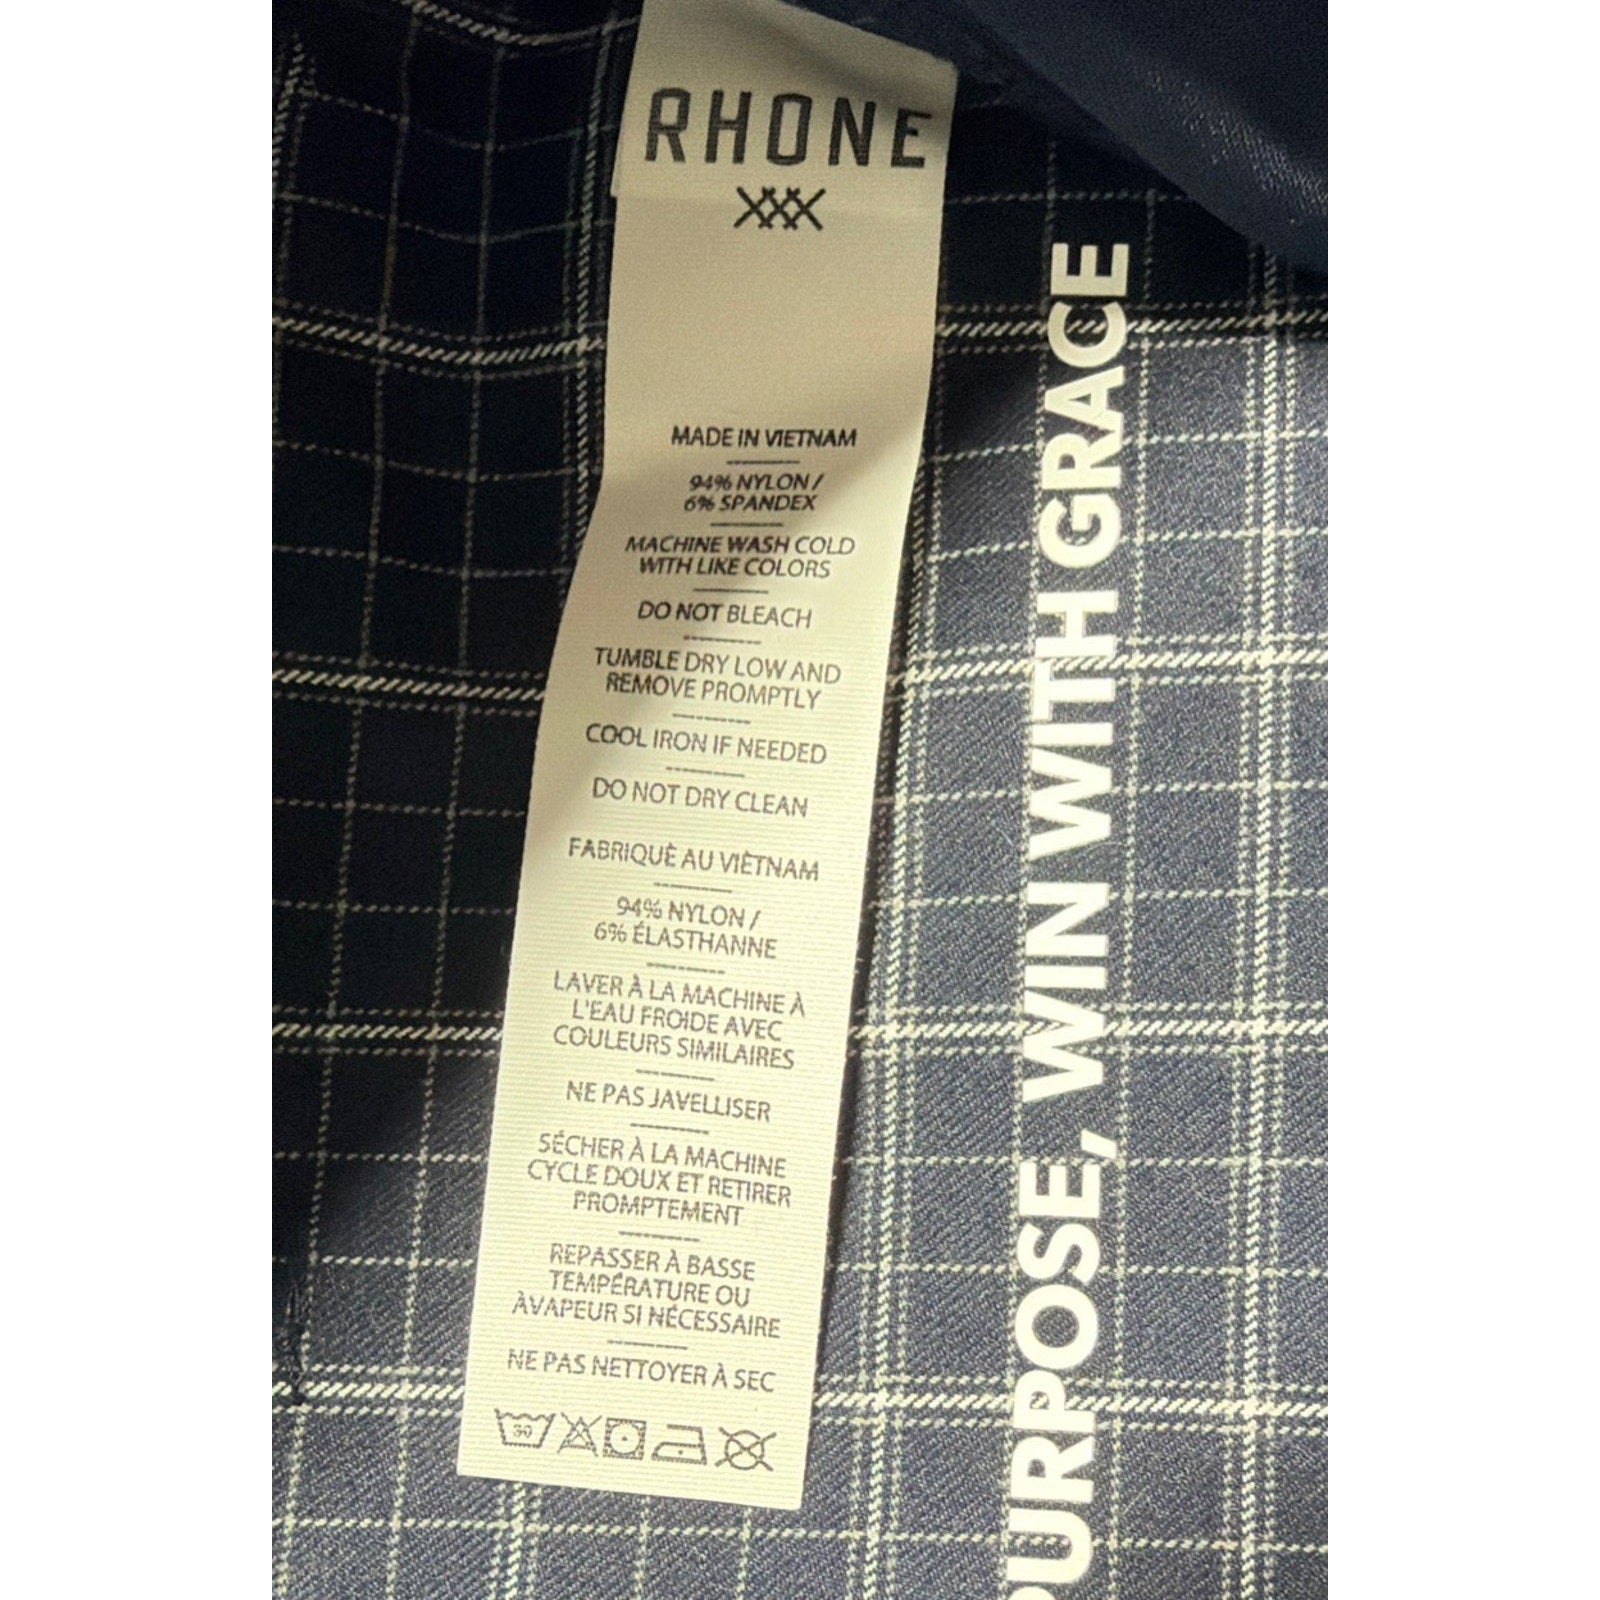 RHONE
MADE IN VIETNAM
94% NYLON /
6% SPANDEX
MACHINE WASH COLD
WITH LIKE COLORS
DO NOT BLEACH
TUMBLE DRY LOW AND
REMOVE PROMPTLY
COOL IRON IF NEEDED
DO NOT DRY CLEAN
FABRIQUÉ AU VIÊTNAM
94% NYLON /
6% ÉLASTHANNE
LAVER À LA MACHINE À
L'EAU FROIDE AVEC
COULEURS SIMILAIRES
NE PAS JAVELLISER
SÉCHER À LA MACHINE
CYCLE DOUX ET RETIRER
PROMPTEMENT
REPASSER À BASSE
TEMPÉRATURE OU
ÀVAPEUR SI NÉCESSAIRE
NE PAS NETTOYER À SEC
30
URPOSE, WIN WITH GRACE